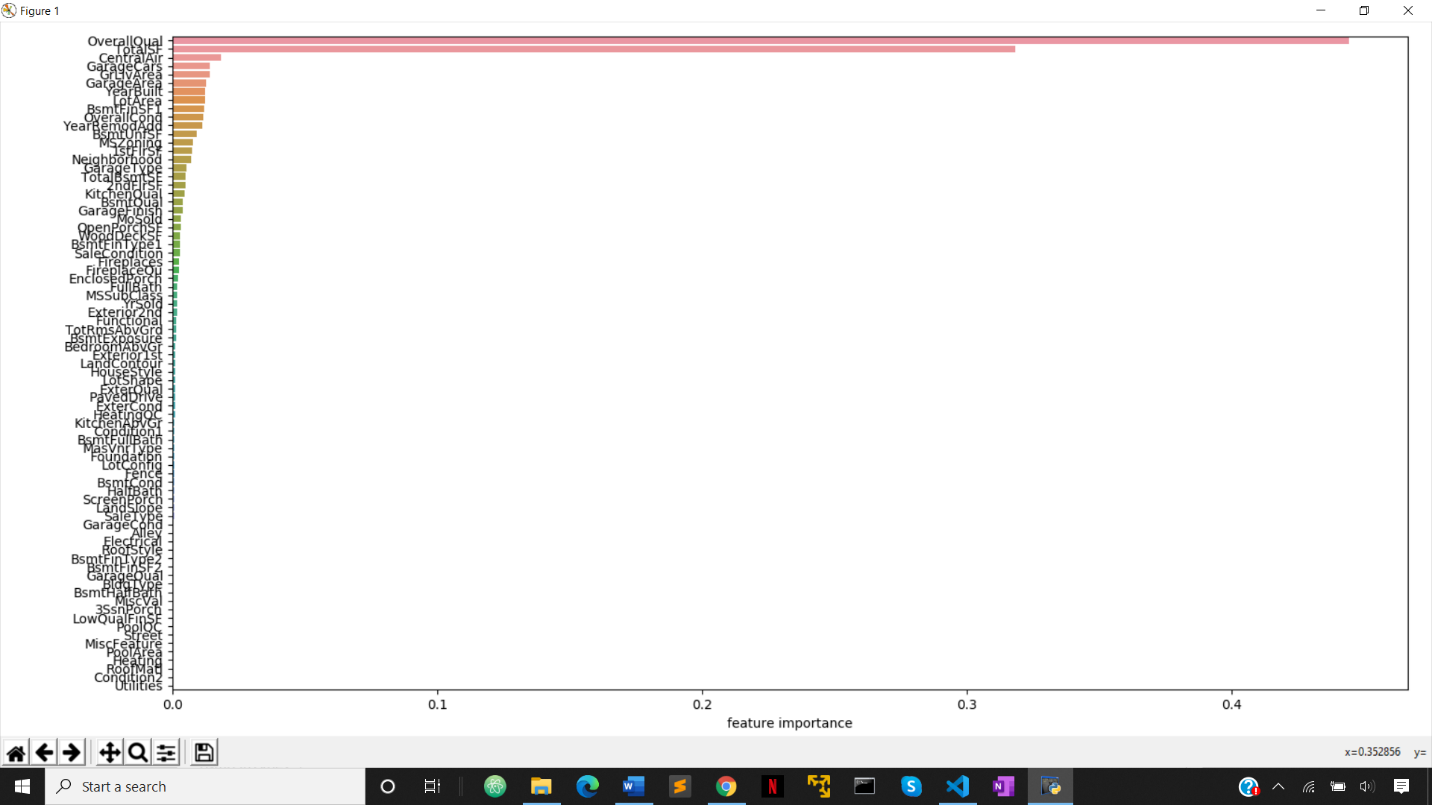 Figure 1
OverallQual
TotalSF
CentralAir
GarageCars
GrLivArea
GarageArea
YearBuilt
LotArea
BsmtFinSF1
OverallCond
YearRemodAdd
BsmtUnfSF
MSZoning
1stFlrSF
Neighborhood
GarageType
TotalBsmtSF
2ndFlrSF
KitchenQual
BsmtQual
GarageFinish
MoSold
OpenPorchSF
WoodDeckSF
BsmtFinType1
SaleCondition
Fireplaces
FireplaceQu
EnclosedPorch
FullBath
MSSubClass
YrSold
Exterior2nd
Functional
TotRmsAbvGrd
BsmtExposure
BedroomAbvGr
Exterior1st
LandContour
HouseStyle
LotShape
ExterQual
PavedDrive
ExterCond
HeatingQC
KitchenAbvGr
Condition1
BsmtFullBath
MasVnrType
Foundation
LotConfig
Fence
BsmtCond
HalfBath
ScreenPorch
LandSlope
SaleType
GarageCond
Alley
Electrical
RoofStyle
BsmtFinType2
BsmtFinSF2
GarageQual
BldgType
BsmtHalfBath
MiscVal
3SsnPorch
LowQualFinSF
PoolQC
Street
MiscFeature
PoolArea
Heating
RoofMatl
Condition2
Utilities
0.0 0.1 0.2 0.3 0.4
feature importance
x=0.352856 y=
Start a search